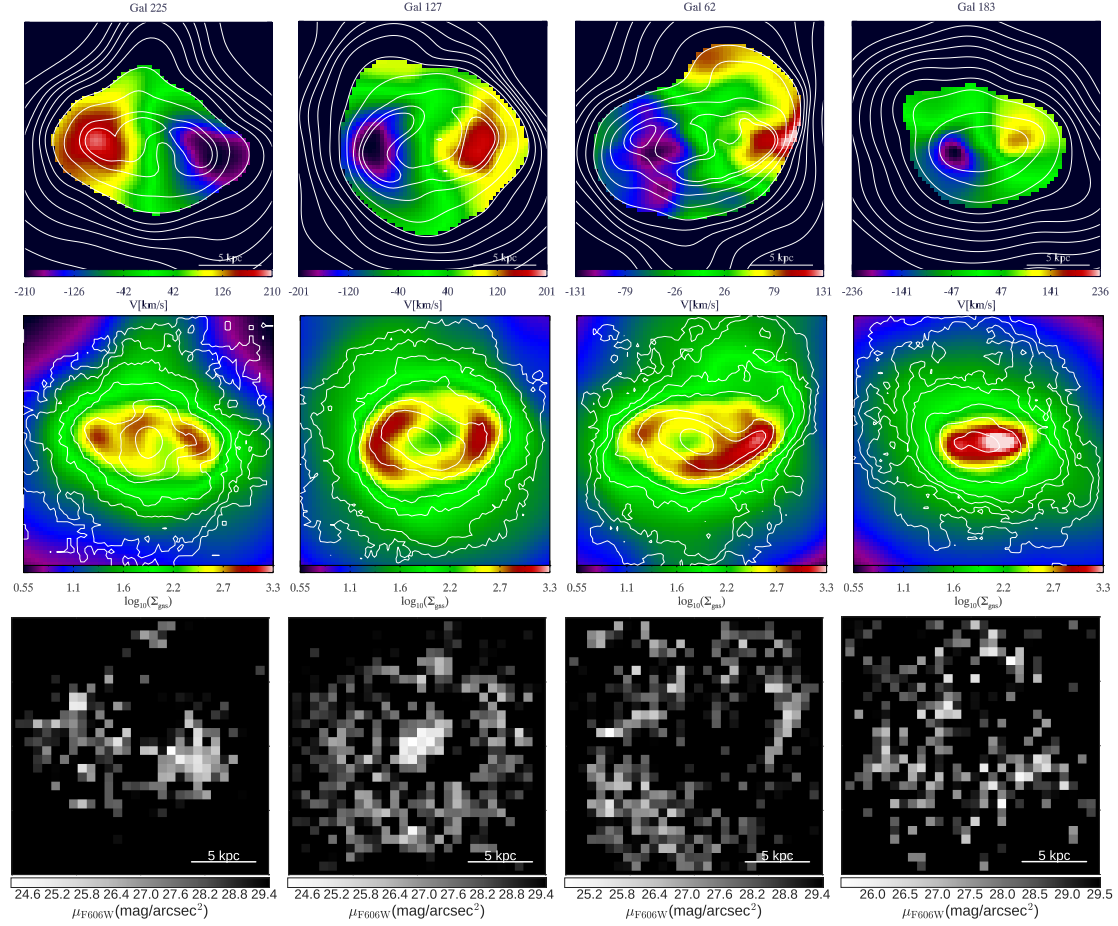 Gal 225 Gal 127 Gal 62 Gal 183
5 kpc 5 kpc 5 kpc 5 kpc
-210 -126 -42 42 126 210 -201 -120 -40 40 120 201 -131 -79 -26 26 79 131 -236 -141 -47 47 141 236
V[km/s] V[km/s] V[km/s] V[km/s]
0.55 1.1 1.6 2.2 2.7 3.3 0.55 1.1 1.6 2.2 2.7 3.3 0.55 1.1 1.6 2.2 2.7 3.3 0.55 1.1 1.6 2.2 2.7 3.3
log10(Σgas) log10(Σgas) log10(Σgas) log10(Σgas)
5 kpc 5 kpc 5 kpc 5 kpc
24.6 25.2 25.8 26.4 27.0 27.6 28.2 28.8 29.4 24.6 25.2 25.8 26.4 27.0 27.6 28.2 28.8 29.4 25.2 25.8 26.4 27.0 27.6 28.2 28.8 29.4 26.0 26.5 27.0 27.5 28.0 28.5 29.0 29.5
μF606W(mag/arcsec²) μF606W(mag/arcsec²) μF606W(mag/arcsec²) μF606W(mag/arcsec²)